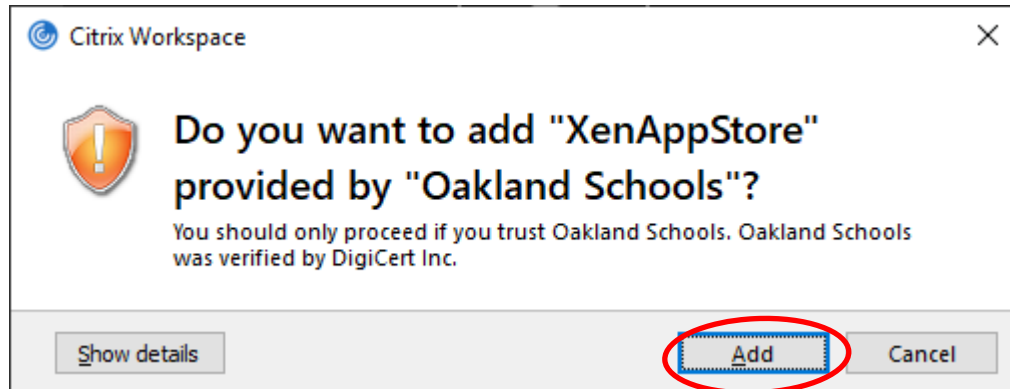 Citrix Workspace
Do you want to add "XenAppStore"
provided by "Oakland Schools"?
You should only proceed if you trust Oakland Schools. Oakland Schools
was verified by DigiCert Inc.
Show details Add Cancel